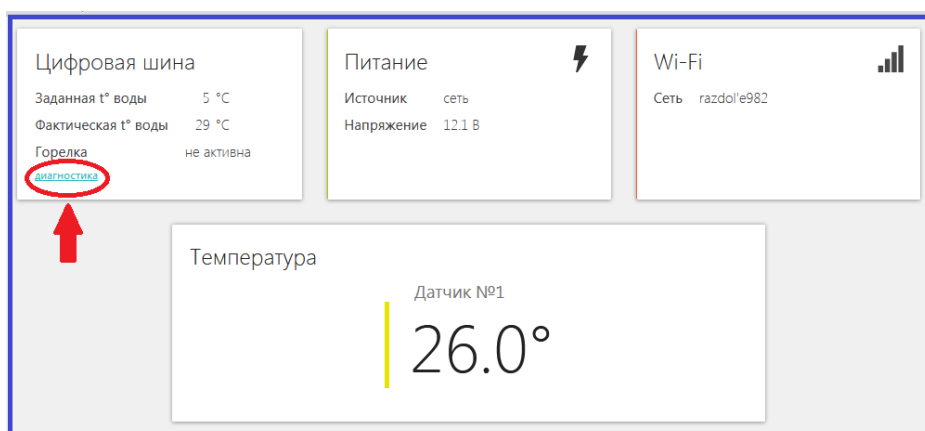 Цифровая шина
Заданная t° воды 5 °C
Фактическая t° воды 29 °C
Горелка не активна
диагностика
Питание
Источник сеть
Напряжение 12.1 В
Wi-Fi
Сеть razdol'e982
Температура
Датчик №1
26.0°